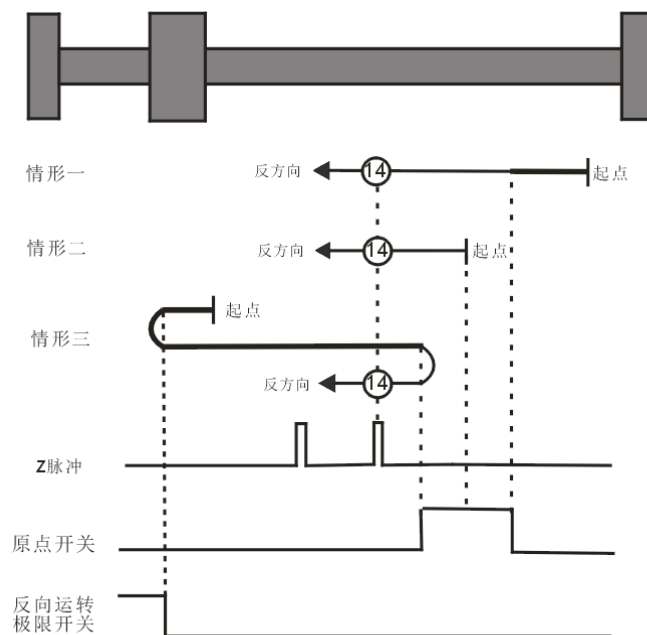 情形一
反方向
14
起点
情形二
反方向
14
起点
情形三
起点
反方向
14
Z脉冲
原点开关
反向运转
极限开关